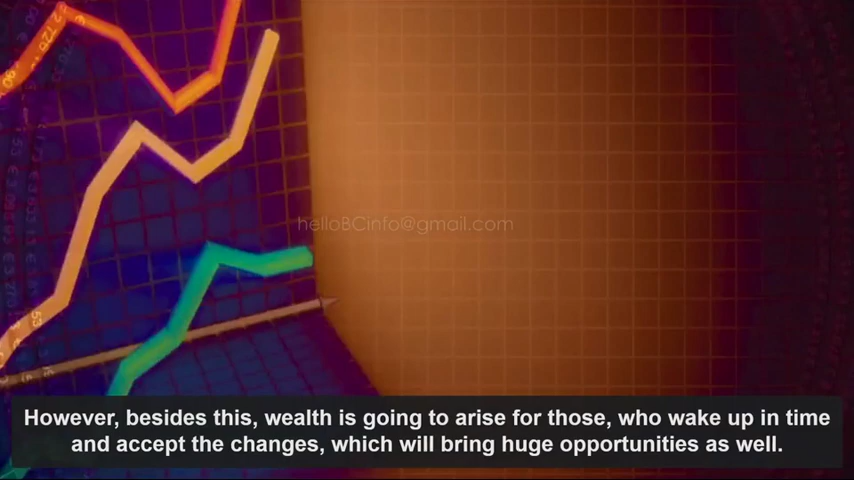 helloBCinfo@gmail.com
However, besides this, wealth is going to arise for those, who wake up in time
and accept the changes, which will bring huge opportunities as well.